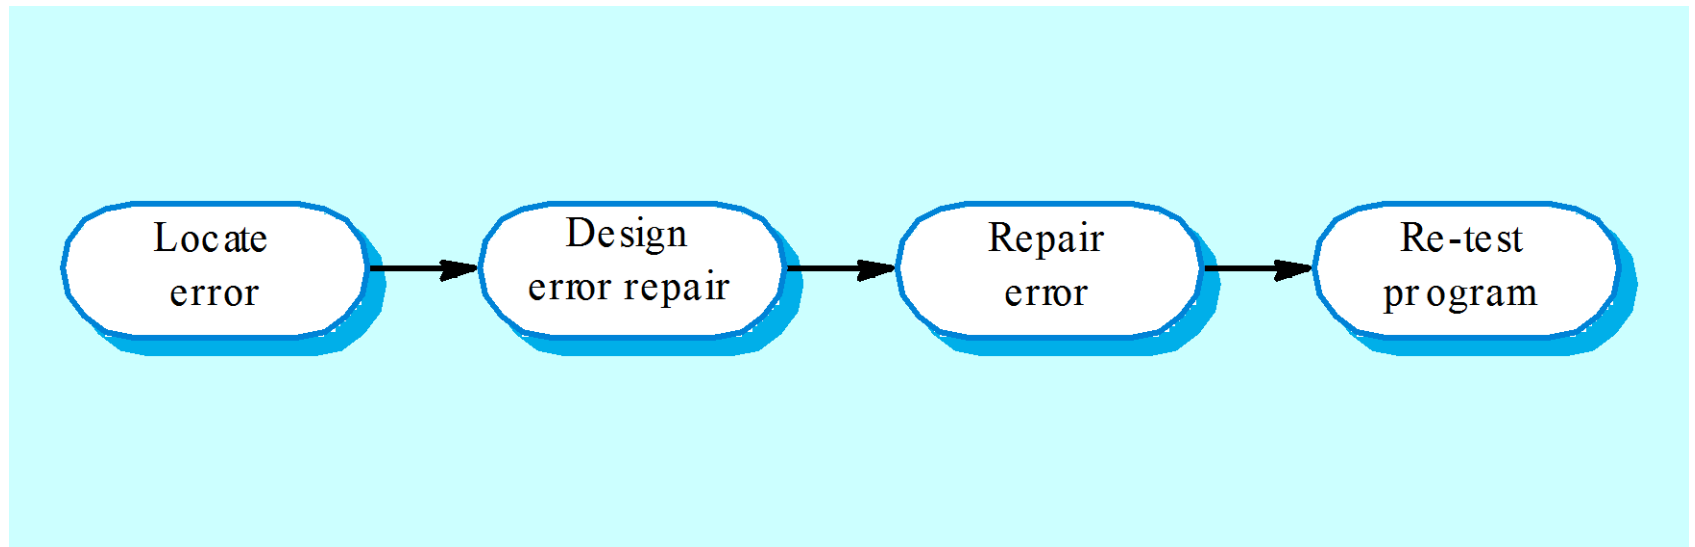 Locate
error
Design
error repair
Repair
error
Re-test
program